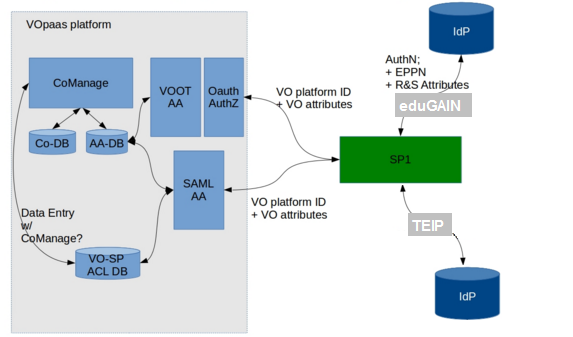 VOpaas platform
CoManage
Co-DB
AA-DB
VOOT
AA
Oauth
AuthZ
SAML
AA
Data Entry
w/
CoManage?
VO-SP
ACL DB
VO platform ID
+ VO attributes
VO platform ID
+ VO attributes
IdP
AuthN;
+ EPPN
+ R&S Attributes
eduGAIN
SP1
TEIP
IdP